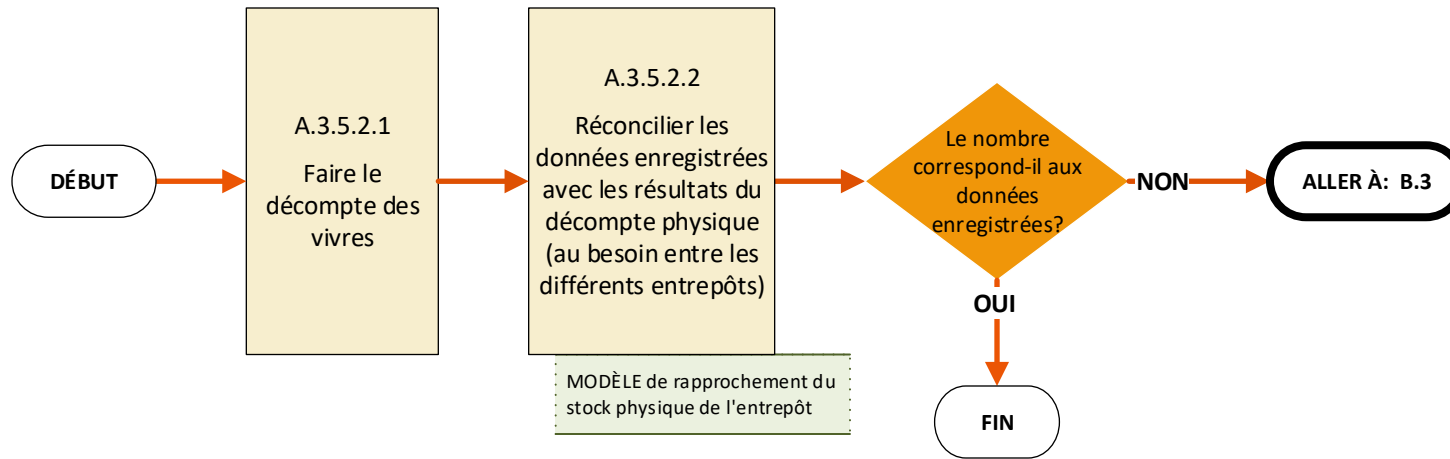 DÉBUT
A.3.5.2.1
Faire le
décompte des
vivres
A.3.5.2.2
Réconcilier les
données enregistrées
avec les résultats du
décompte physique
(au besoin entre les
différents entrepôts)
MODÈLE de rapprochement du
stock physique de l'entrepôt
Le nombre
correspond-il aux
données
enregistrées?
NON
ALLER À: B.3
OUI
FIN